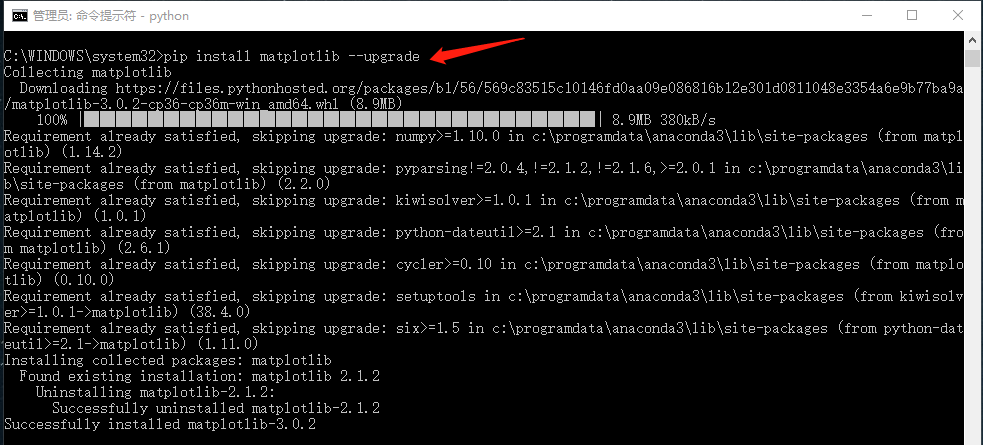 管理员: 命令提示符 - python
C:\WINDOWS\system32>pip install matplotlib --upgrade
Collecting matplotlib
  Downloading https://files.pythonhosted.org/packages/b1/56/569c83515c10146fd0aa09e086816b12e301d0811048e3354a6e9b77ba9a
/matplotlib-3.0.2-cp36-cp36m-win_amd64.whl (8.9MB)
    100% |████████████████████████████████| 8.9MB 380kB/s
Requirement already satisfied, skipping upgrade: numpy>=1.10.0 in c:\programdata\anaconda3\lib\site-packages (from matpl
otlib) (1.14.2)
Requirement already satisfied, skipping upgrade: pyparsing!=2.0.4,!=2.1.2,!=2.1.6,>=2.0.1 in c:\programdata\anaconda3\li
b\site-packages (from matplotlib) (2.2.0)
Requirement already satisfied, skipping upgrade: kiwisolver>=1.0.1 in c:\programdata\anaconda3\lib\site-packages (from m
atplotlib) (1.0.1)
Requirement already satisfied, skipping upgrade: python-dateutil>=2.1 in c:\programdata\anaconda3\lib\site-packages (fro
m matplotlib) (2.6.1)
Requirement already satisfied, skipping upgrade: cycler>=0.10 in c:\programdata\anaconda3\lib\site-packages (from matplo
tlib) (0.10.0)
Requirement already satisfied, skipping upgrade: setuptools in c:\programdata\anaconda3\lib\site-packages (from kiwisolv
er>=1.0.1->matplotlib) (38.4.0)
Requirement already satisfied, skipping upgrade: six>=1.5 in c:\programdata\anaconda3\lib\site-packages (from python-dat
eutil>=2.1->matplotlib) (1.11.0)
Installing collected packages: matplotlib
  Found existing installation: matplotlib 2.1.2
    Uninstalling matplotlib-2.1.2:
      Successfully uninstalled matplotlib-2.1.2
Successfully installed matplotlib-3.0.2